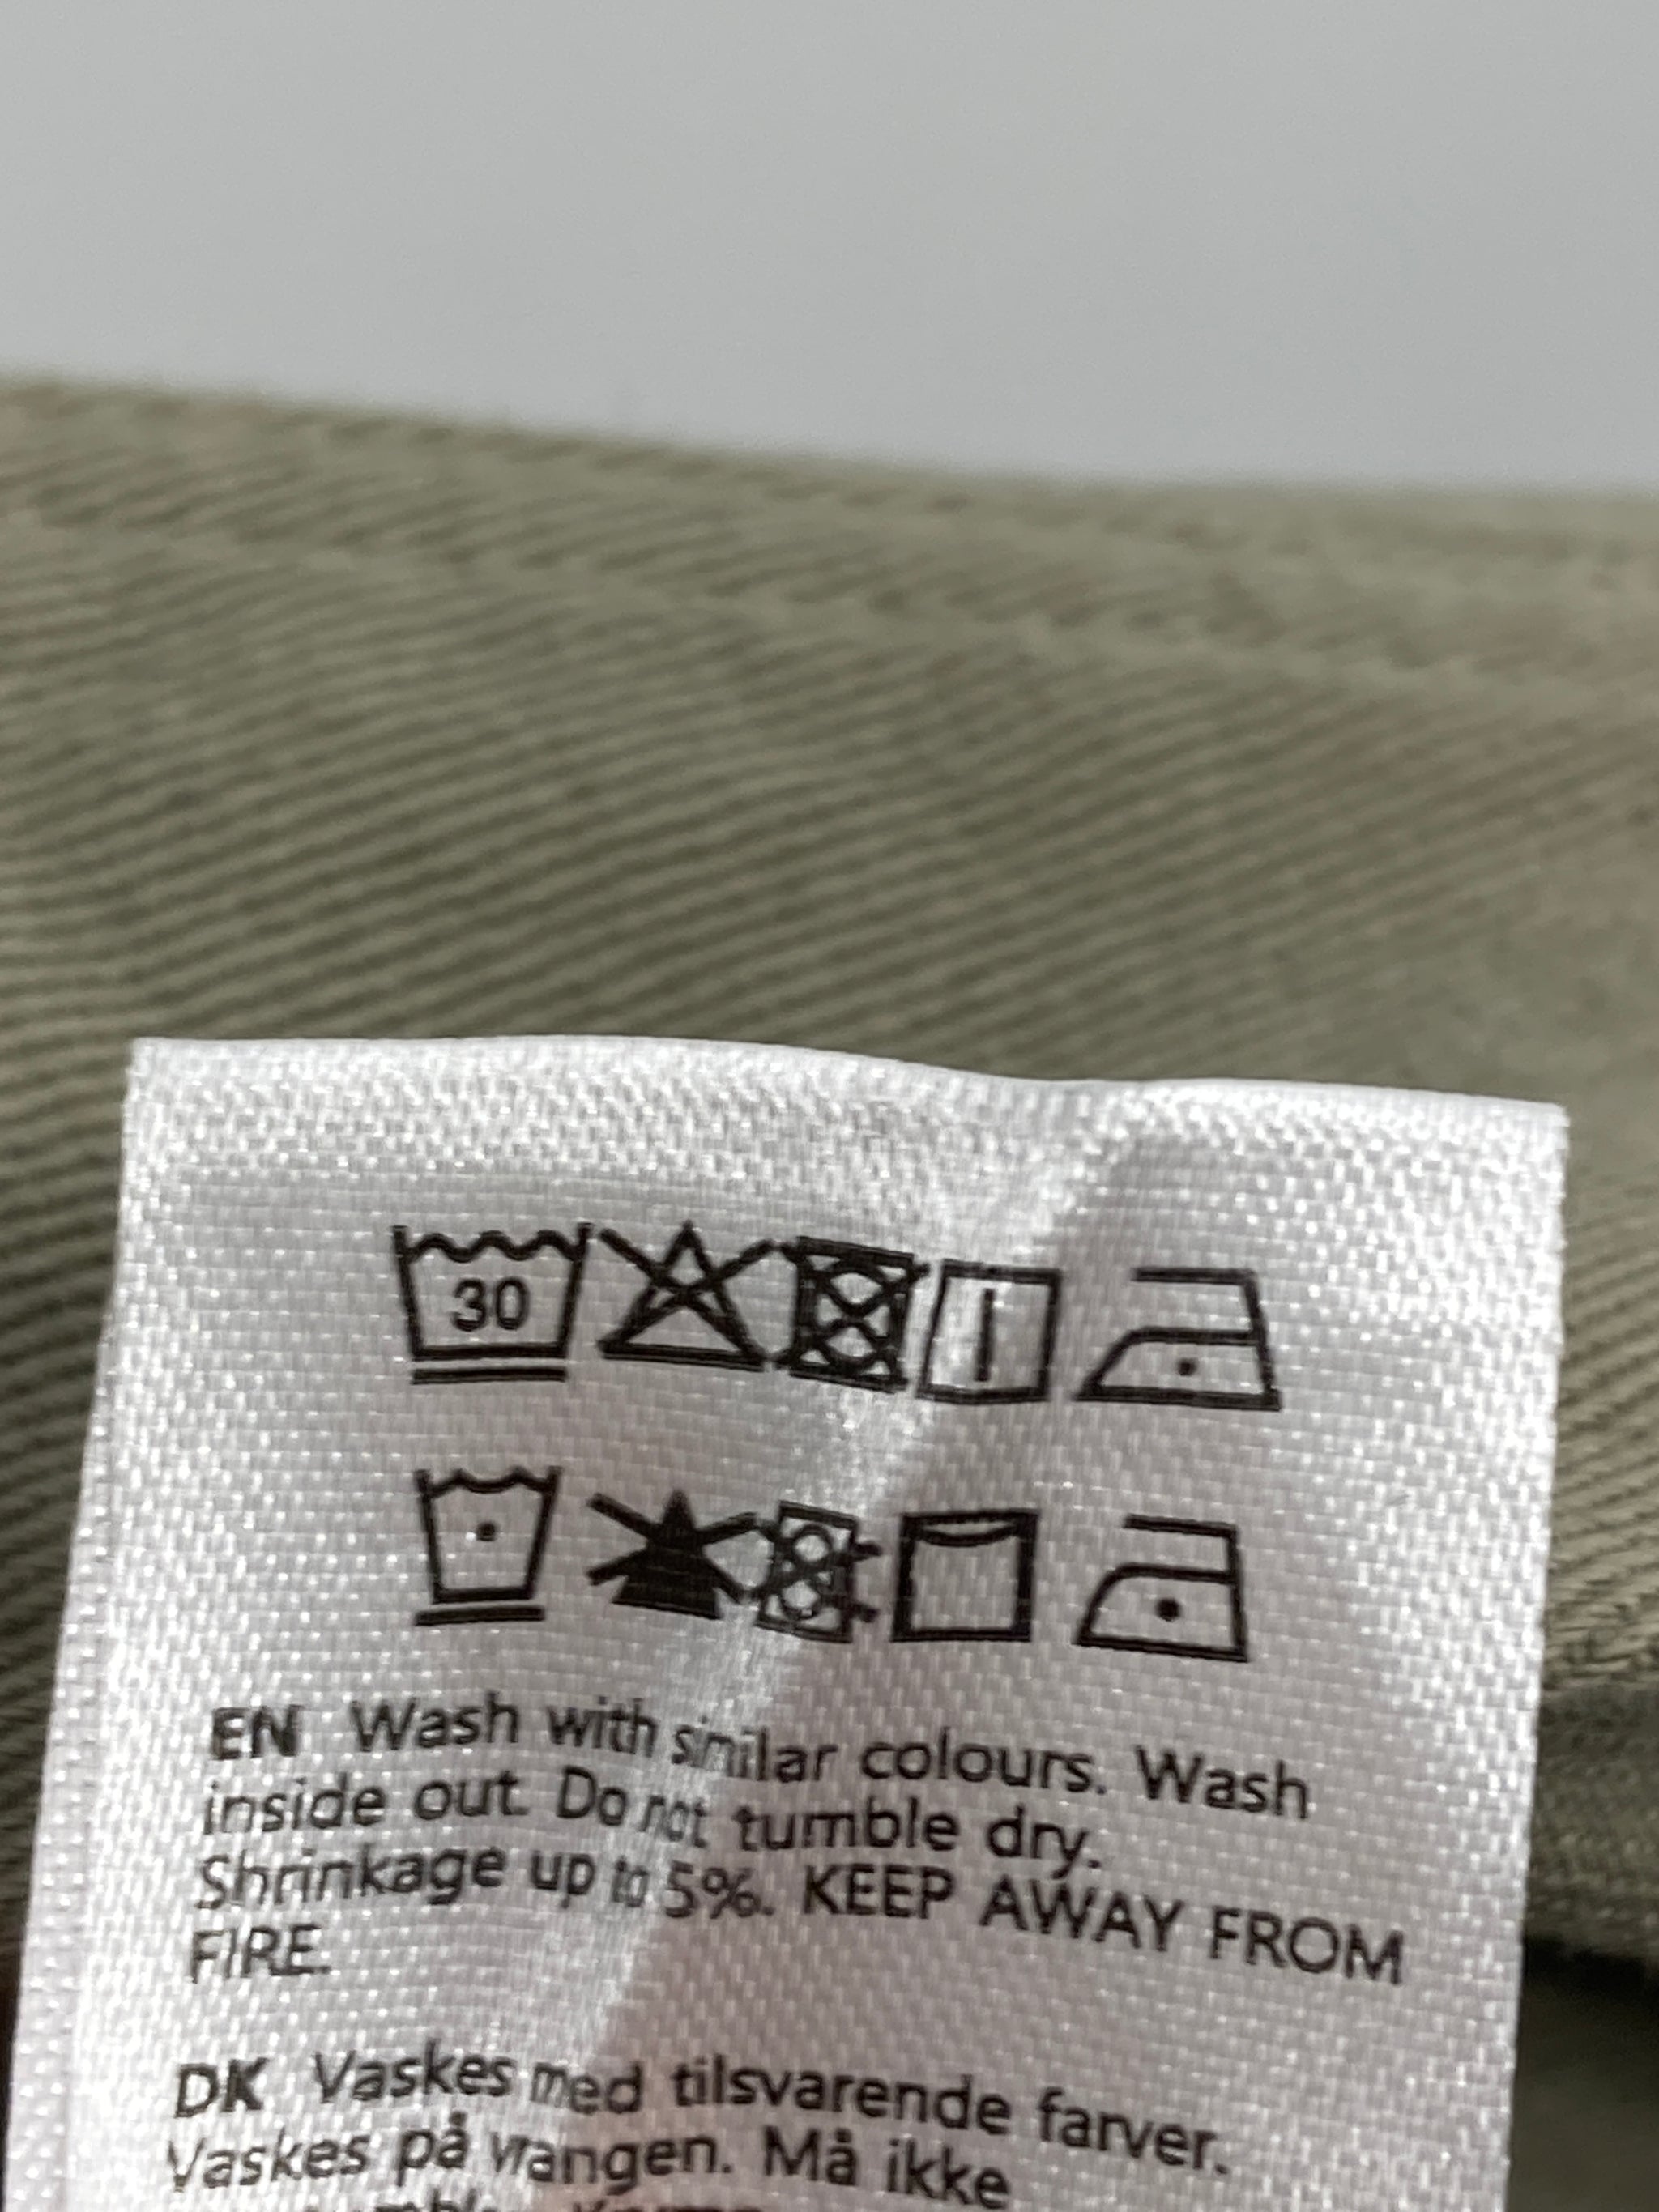 30
EN Wash with similar colours. Wash
inside out. Do not tumble dry.
Shrinkage up to 5%. KEEP AWAY FROM
FIRE.
DK Vaskes med tilsvarende farver.
Vaskes på vrangen. Må ikke